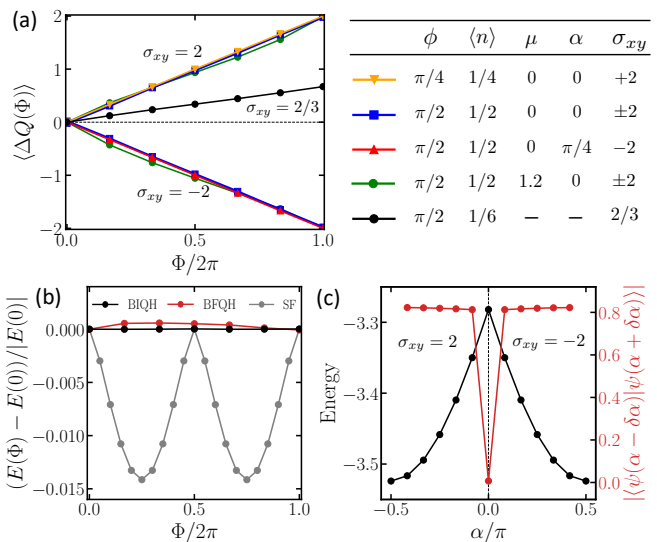 (a)
⟨ΔQ(Φ)⟩
2
1
0
−1
−2
σxy = 2
σxy = 2/3
σxy = −2
0.0 0.5 1.0
Φ/2π
ϕ ⟨n⟩ μ α σxy
π/4 1/4 0 0 +2
π/2 1/2 0 0 ±2
π/2 1/2 0 π/4 −2
π/2 1/2 1.2 0 ±2
π/2 1/6 − − 2/3
(b)
BIQH BFQH SF
(E(Φ) − E(0))/|E(0)|
0.000
−0.005
−0.010
−0.015
0.0 0.5 1.0
Φ/2π
(c)
Energy
−3.3
−3.4
−3.5
σxy = 2 σxy = −2
0.8
0.6
0.4
0.2
0.0
|⟨ψ(α − δα)|ψ(α + δα)⟩|
−0.5 0.0 0.5
α/π